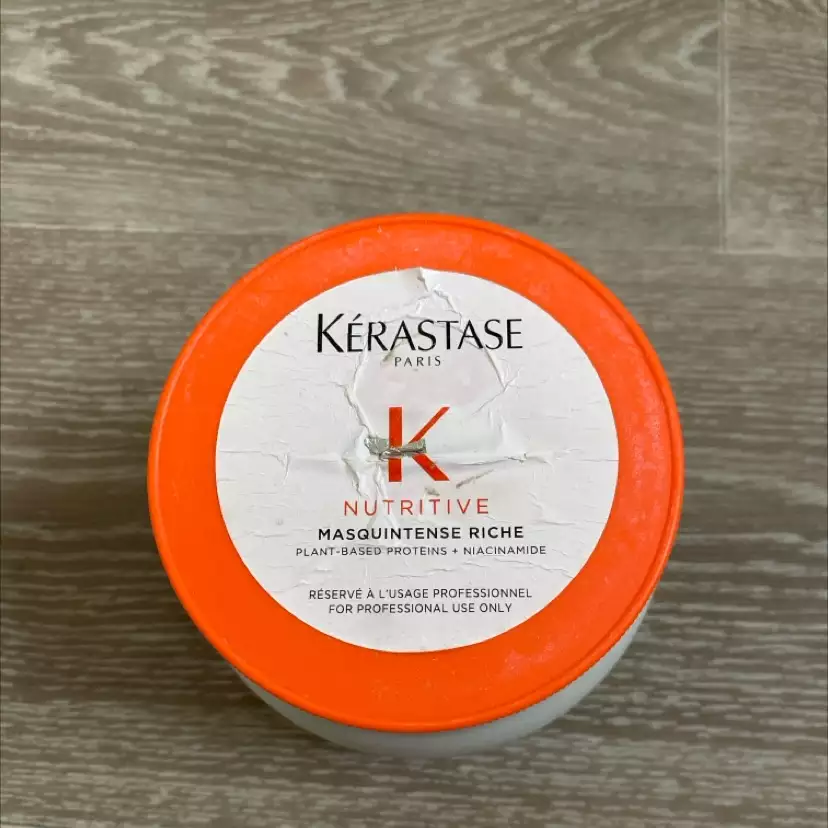 KÉRASTASE
PARIS
K
NUTRITIVE
MASQUINTENSE RICHE
PLANT-BASED PROTEINS + NIACINAMIDE
RÉSERVÉ À L'USAGE PROFESSIONNEL
FOR PROFESSIONAL USE ONLY